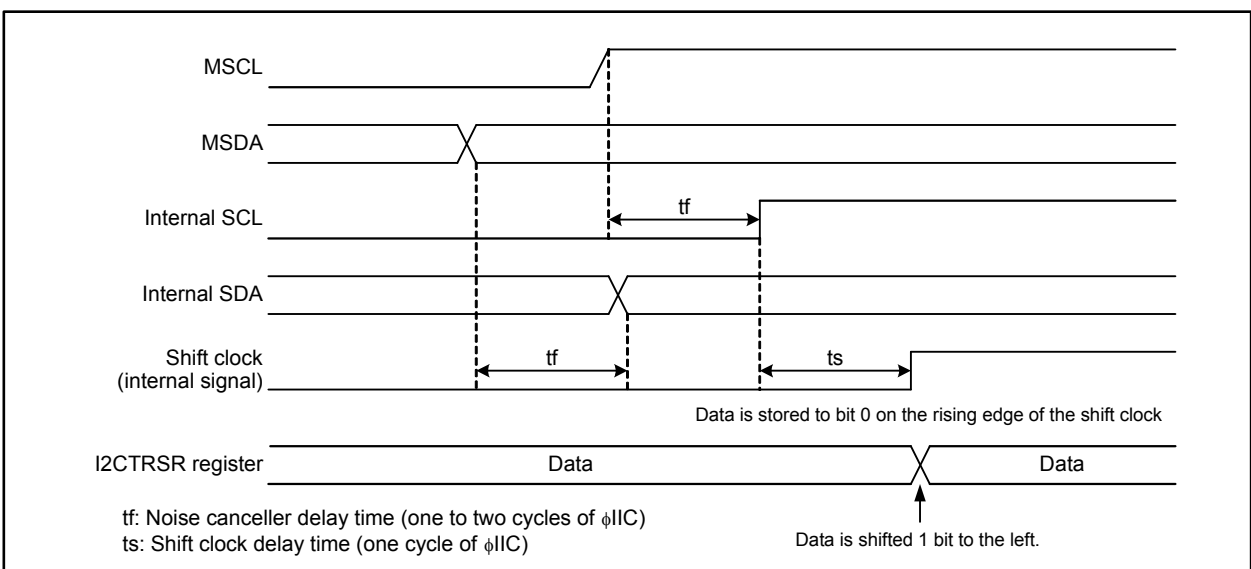 MSCL
MSDA
Internal SCL
tf
Internal SDA
Shift clock
(internal signal)
tf
ts
Data is stored to bit 0 on the rising edge of the shift clock
I2CTRSR register
Data
Data
tf: Noise canceller delay time (one to two cycles of ϕIIC)
ts: Shift clock delay time (one cycle of ϕIIC)
Data is shifted 1 bit to the left.